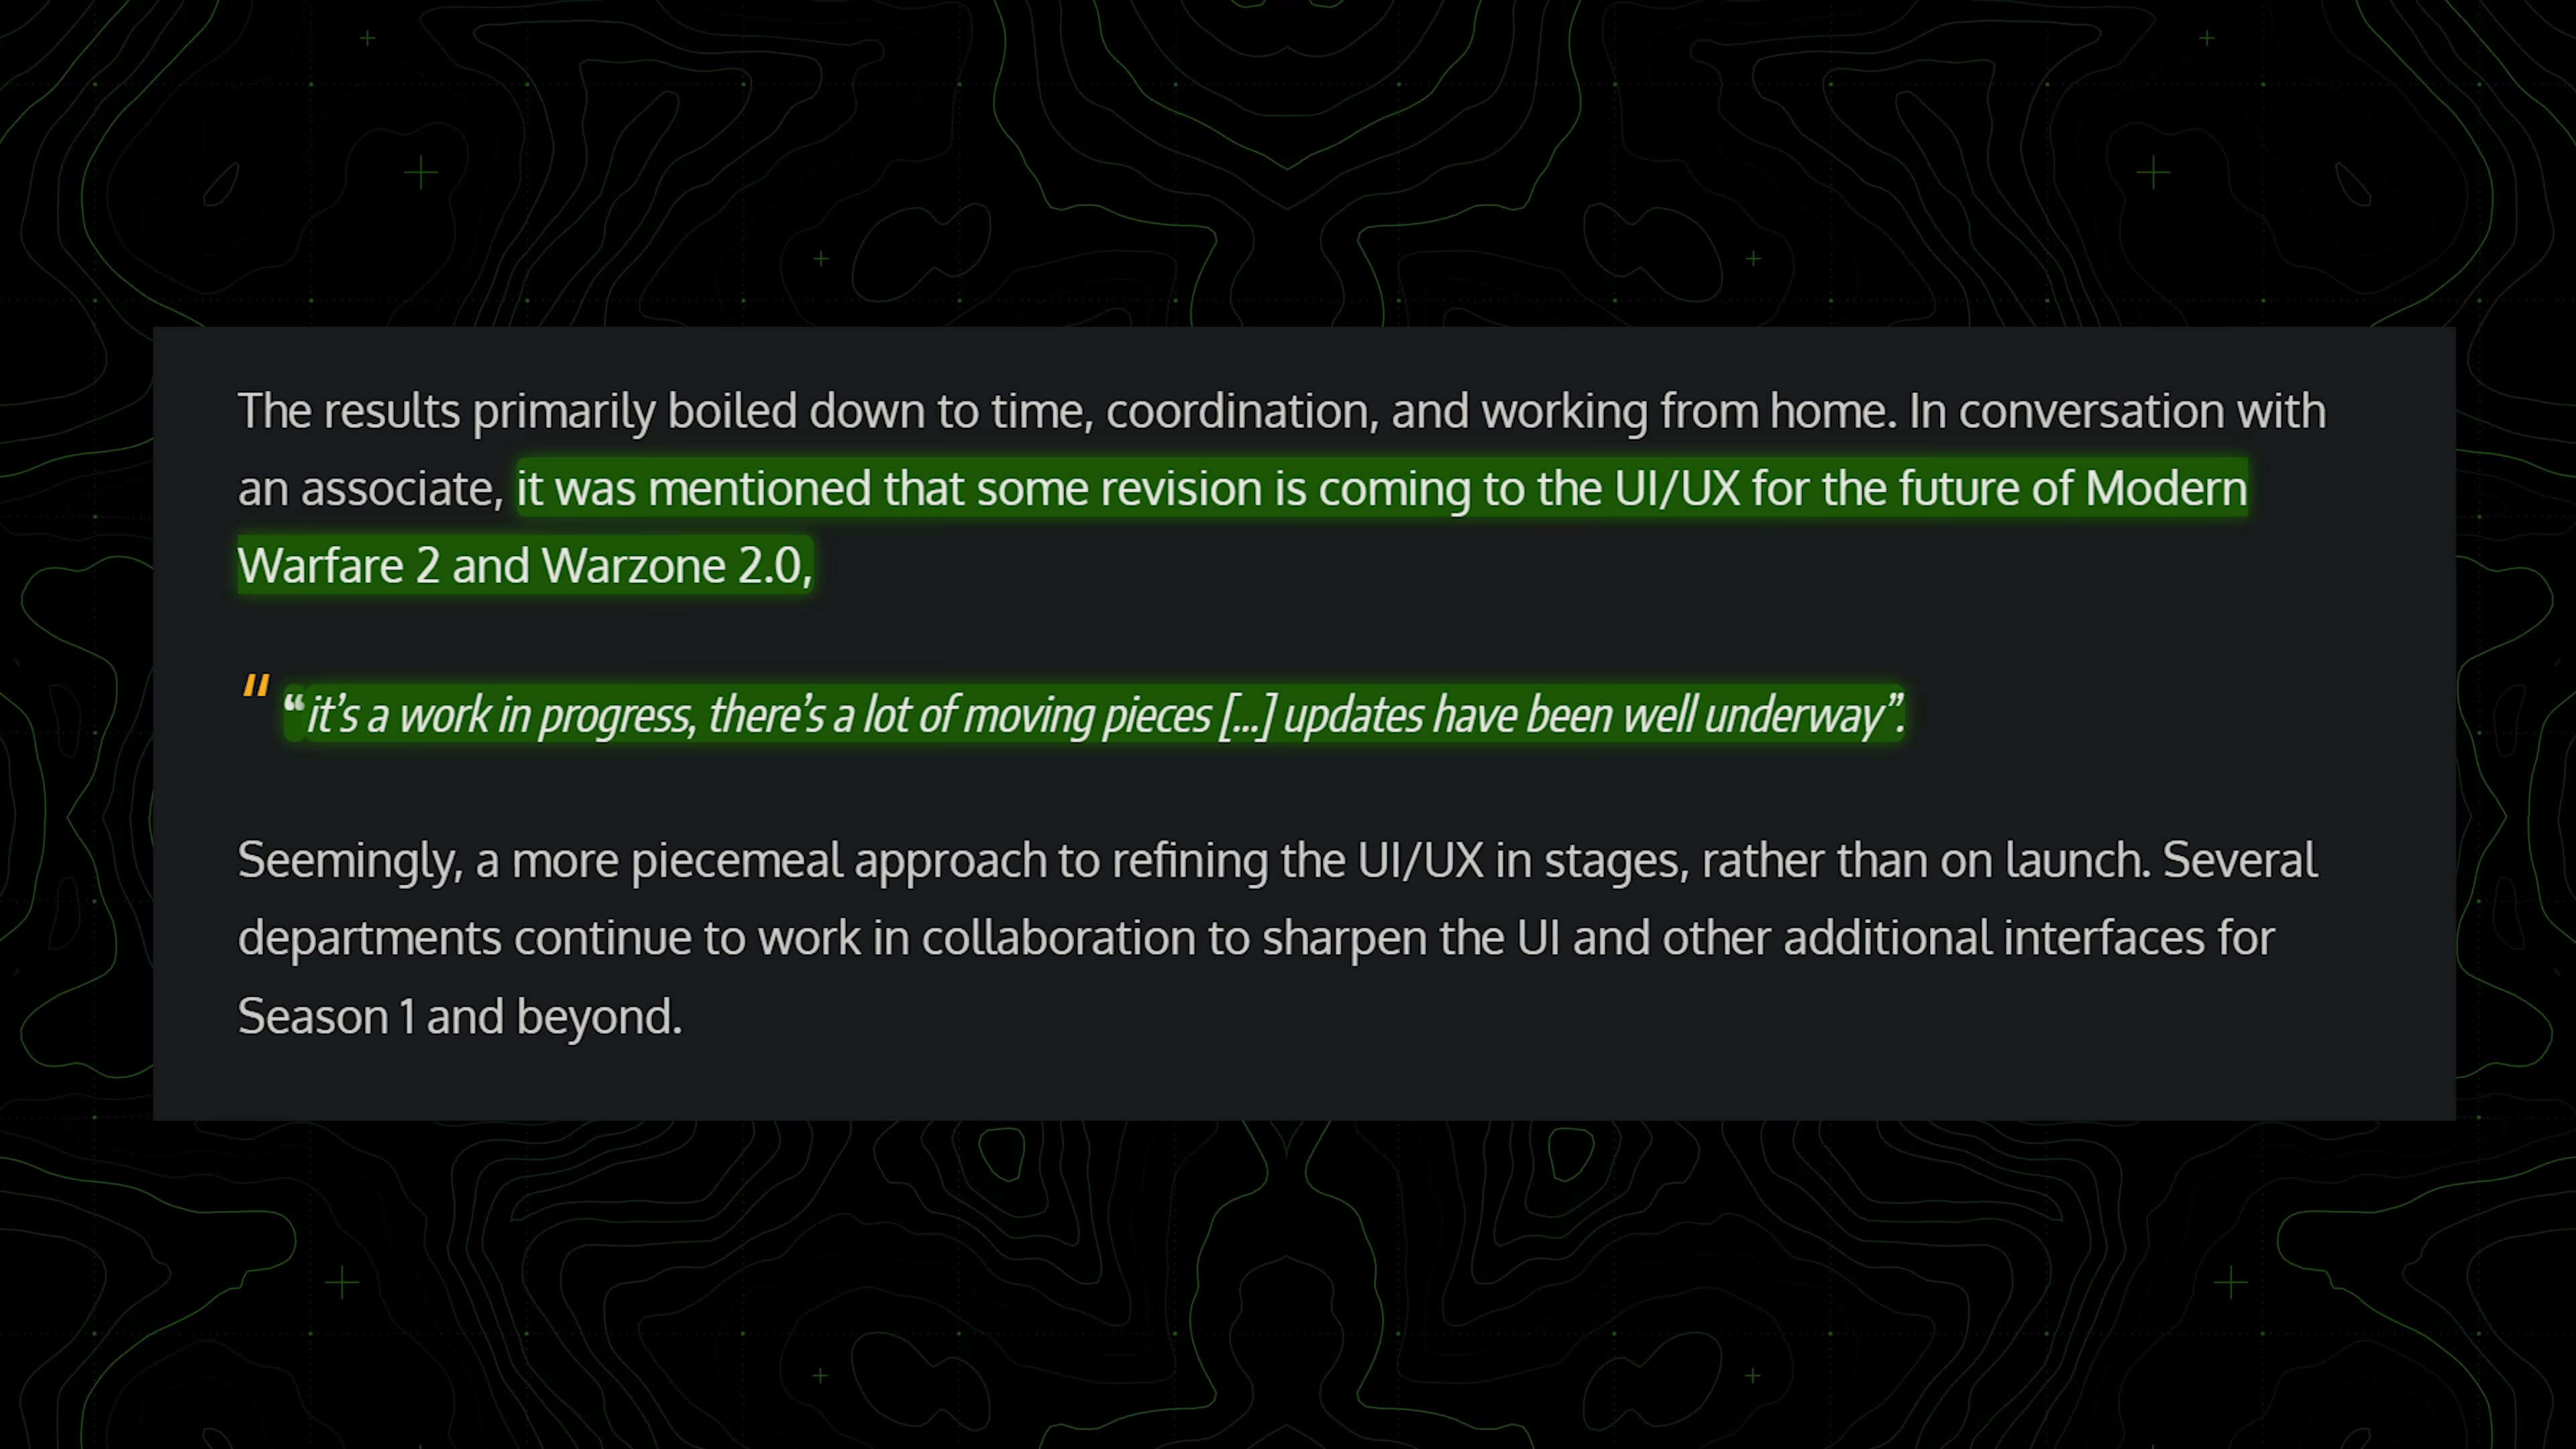 The results primarily boiled down to time, coordination, and working from home. In conversation with
an associate, it was mentioned that some revision is coming to the UI/UX for the future of Modern
Warfare 2 and Warzone 2.0,
" “it’s a work in progress, there’s a lot of moving pieces [...] updates have been well underway”.
Seemingly, a more piecemeal approach to refining the UI/UX in stages, rather than on launch. Several
departments continue to work in collaboration to sharpen the UI and other additional interfaces for
Season 1 and beyond.